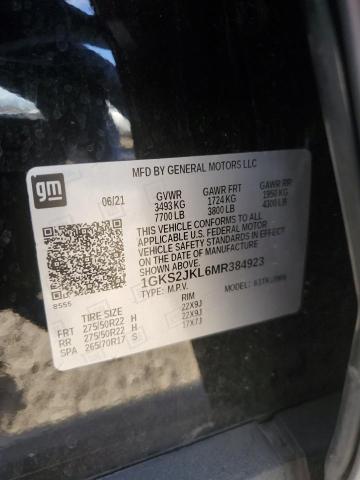 MFD BY GENERAL MOTORS LLC
gm
06/21 GVWR GAWR FRT GAWR RR
3493 KG 1724 KG 1950 KG
7700 LB 3800 LB 4300 LB
THIS VEHICLE CONFORMS TO ALL
APPLICABLE U.S. FEDERAL MOTOR
VEHICLE SAFETY STANDARDS IN
EFFECT ON THE DATE OF
MANUFACTURE SHOWN ABOVE.
1GKS2JKL6MR384923
8555 TYPE: M.P.V. MODEL:
TIRE SIZE RIM
FRT 275/50R22 H 22X9J
RR 275/50R22 H 22X9J
SPA 265/70R17 S 17X7J